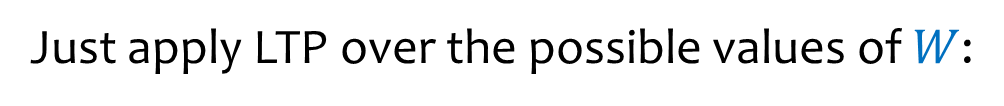 Just apply LTP over the possible values of W: